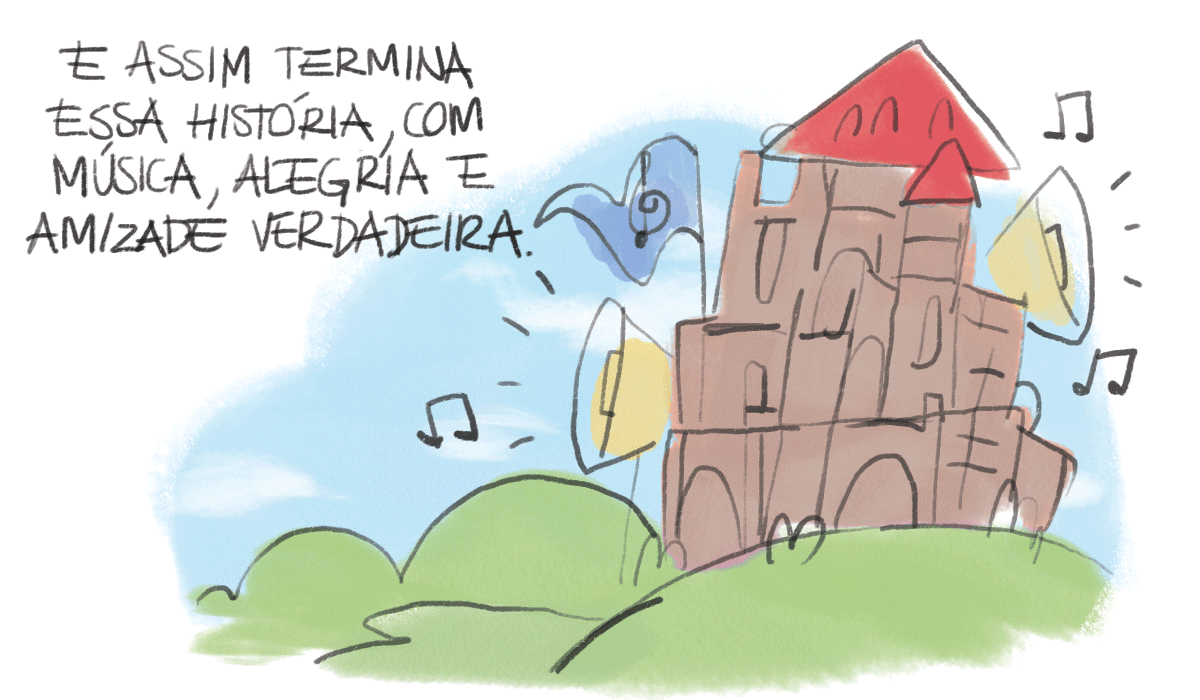 E ASSIM TERMINA
ESSA HISTÓRIA, COM
MÚSICA, ALEGRIA E
AMIZADE VERDADEIRA.